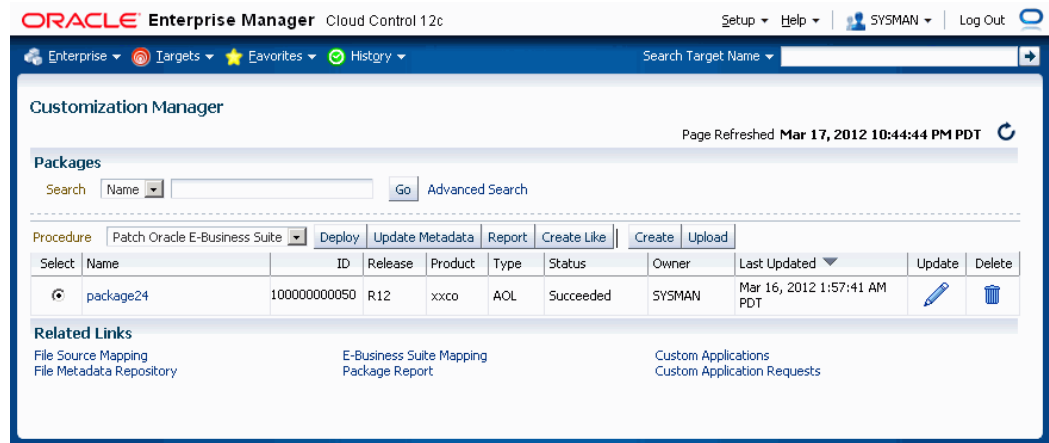 ORACLE Enterprise Manager Cloud Control 12c
Setup Help SYSMAN Log Out
Enterprise Targets Favorites History Search Target Name
Customization Manager
Page Refreshed Mar 17, 2012 10:44:44 PM PDT
Packages
Search Name Go Advanced Search
Procedure Patch Oracle E-Business Suite Deploy Update Metadata Report Create Like Create Upload
Select Name ID Release Product Type Status Owner Last Updated Update Delete
package24 100000000050 R12 xxco AOL Succeeded SYSMAN Mar 16, 2012 1:57:41 AM
PDT
Related Links
File Source Mapping E-Business Suite Mapping Custom Applications
File Metadata Repository Package Report Custom Application Requests